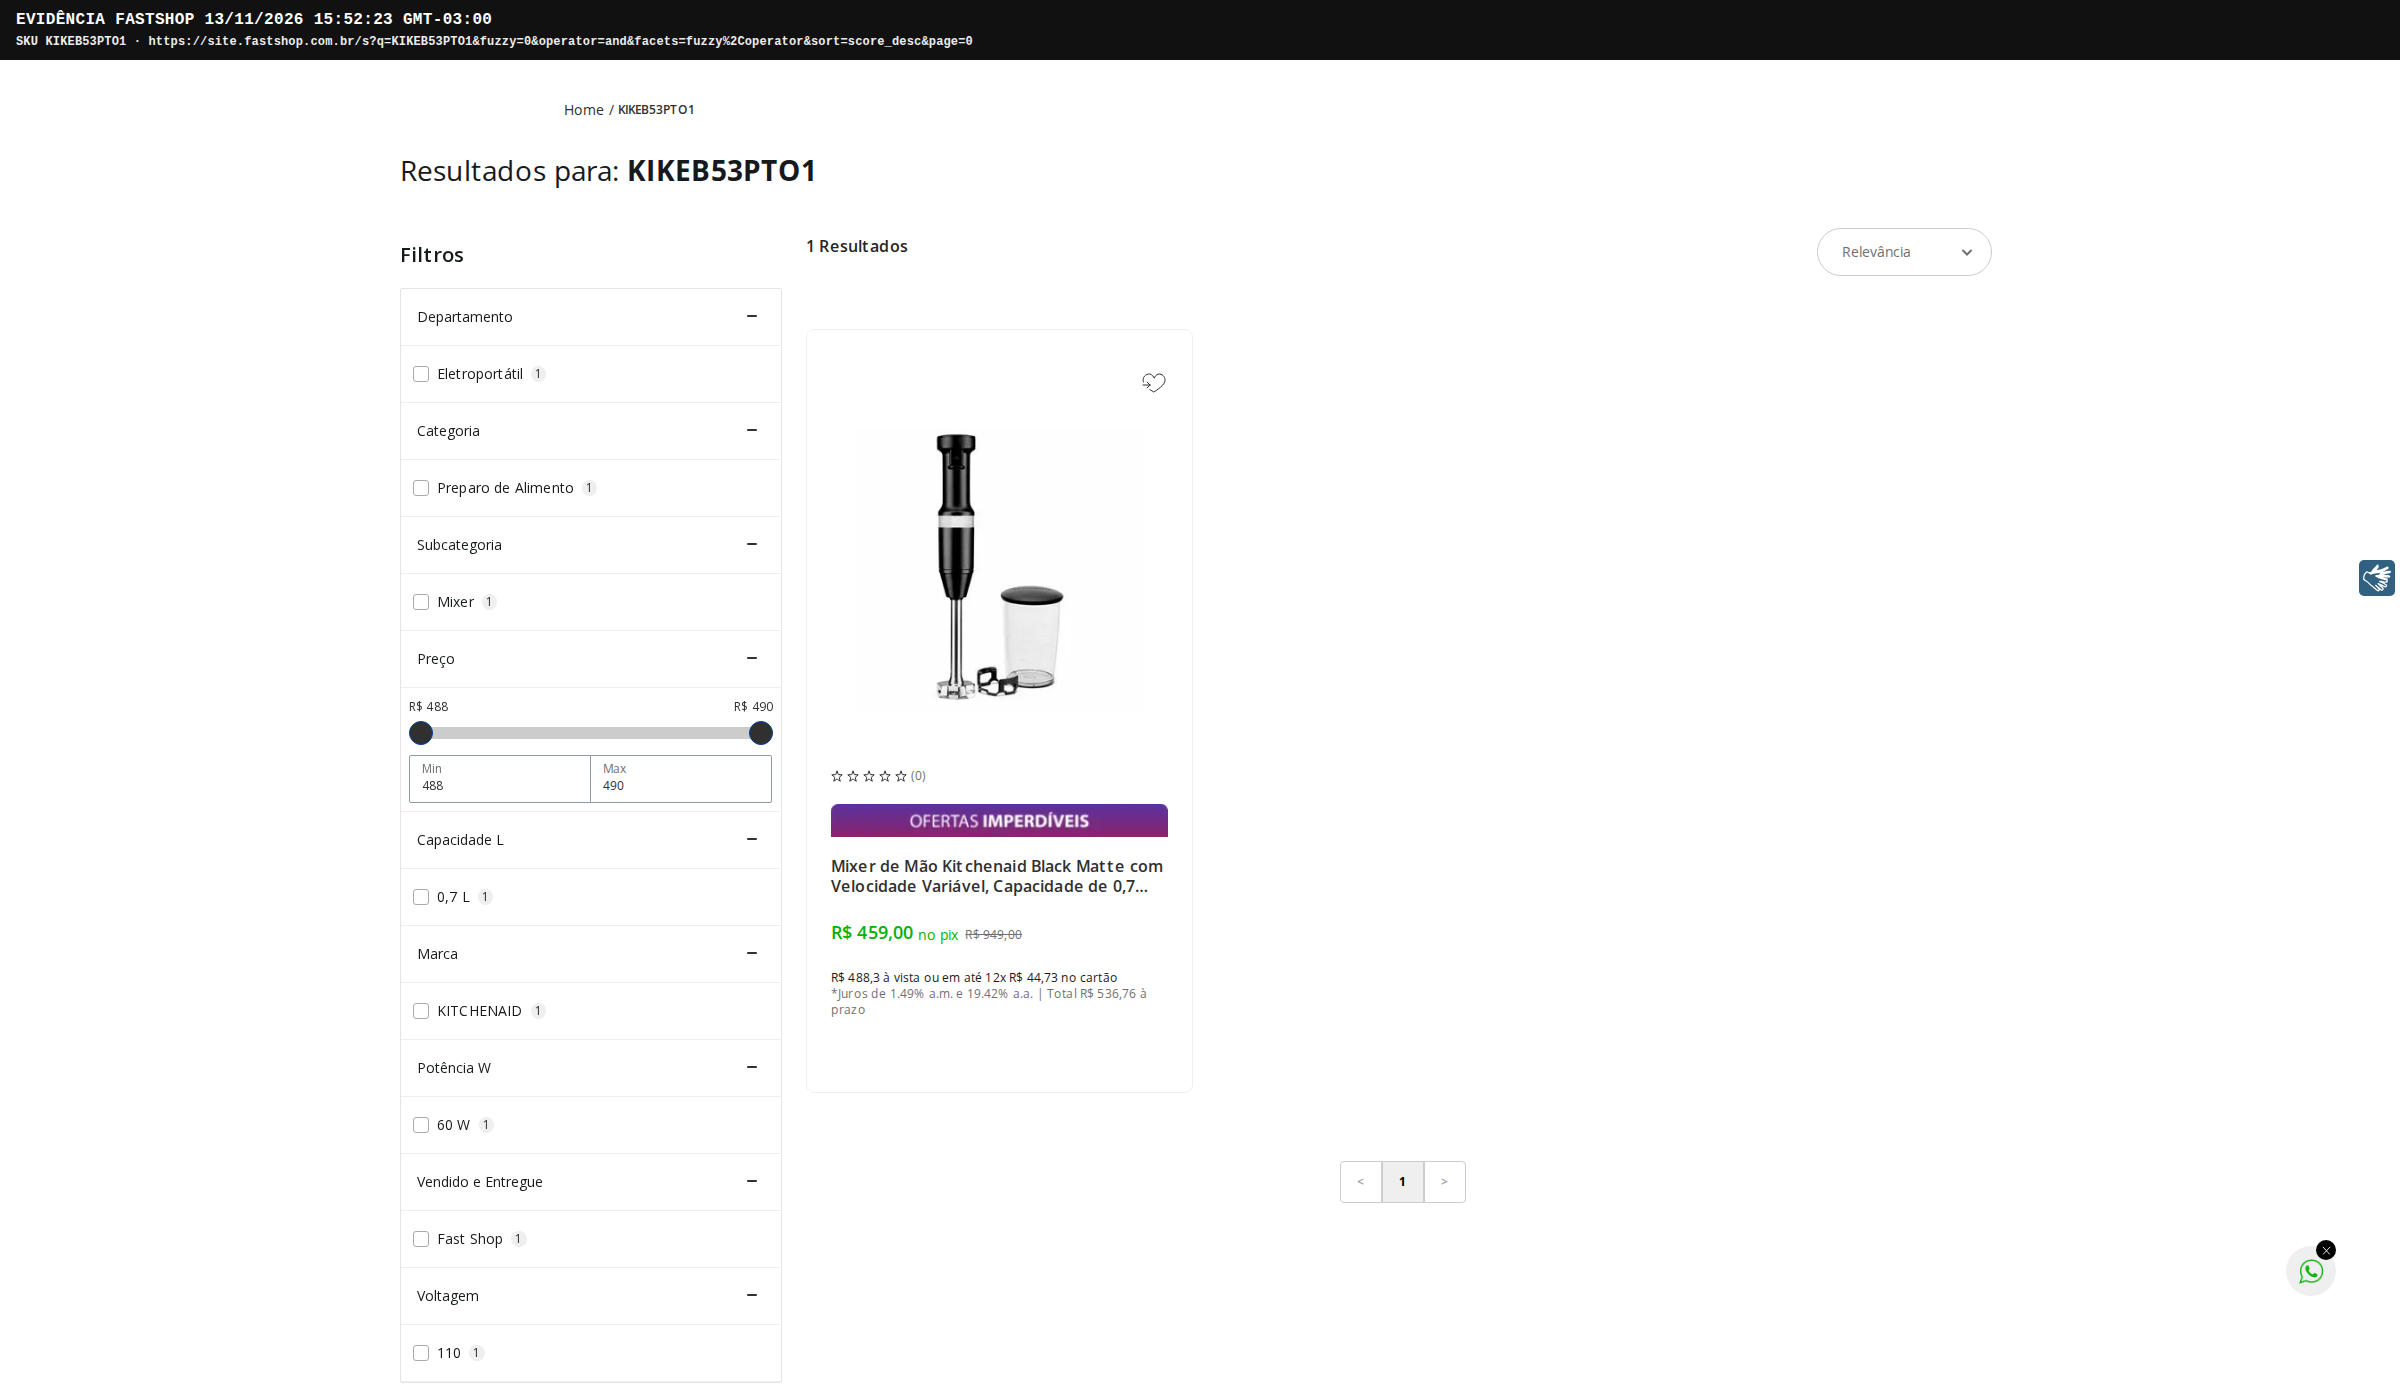 EVIDÊNCIA FASTSHOP 13/11/2026 15:52:23 GMT-03:00
SKU KIKEB53PTO1 · https://site.fastshop.com.br/s?q=KIKEB53PTO1&fuzzy=0&operator=and&facets=fuzzy%2Coperator&sort=score_desc&page=0
Home / KIKEB53PTO1
Resultados para: KIKEB53PTO1
Filtros
Departamento
Eletroportátil 1
Categoria
Preparo de Alimento 1
Subcategoria
Mixer 1
Preço
R$ 488 R$ 490
Min Max
488 490
Capacidade L
0,7 L 1
Marca
KITCHENAID 1
Potência W
60 W 1
Vendido e Entregue
Fast Shop 1
Voltagem
110 1
1 Resultados
Relevância
(0)
OFERTAS IMPERDÍVEIS
Mixer de Mão Kitchenaid Black Matte com
Velocidade Variável, Capacidade de 0,7...
R$ 459,00 no pix R$ 949,00
R$ 488,3 à vista ou em até 12x R$ 44,73 no cartão
*Juros de 1.49% a.m. e 19.42% a.a. | Total R$ 536,76 à
prazo
< 1 >